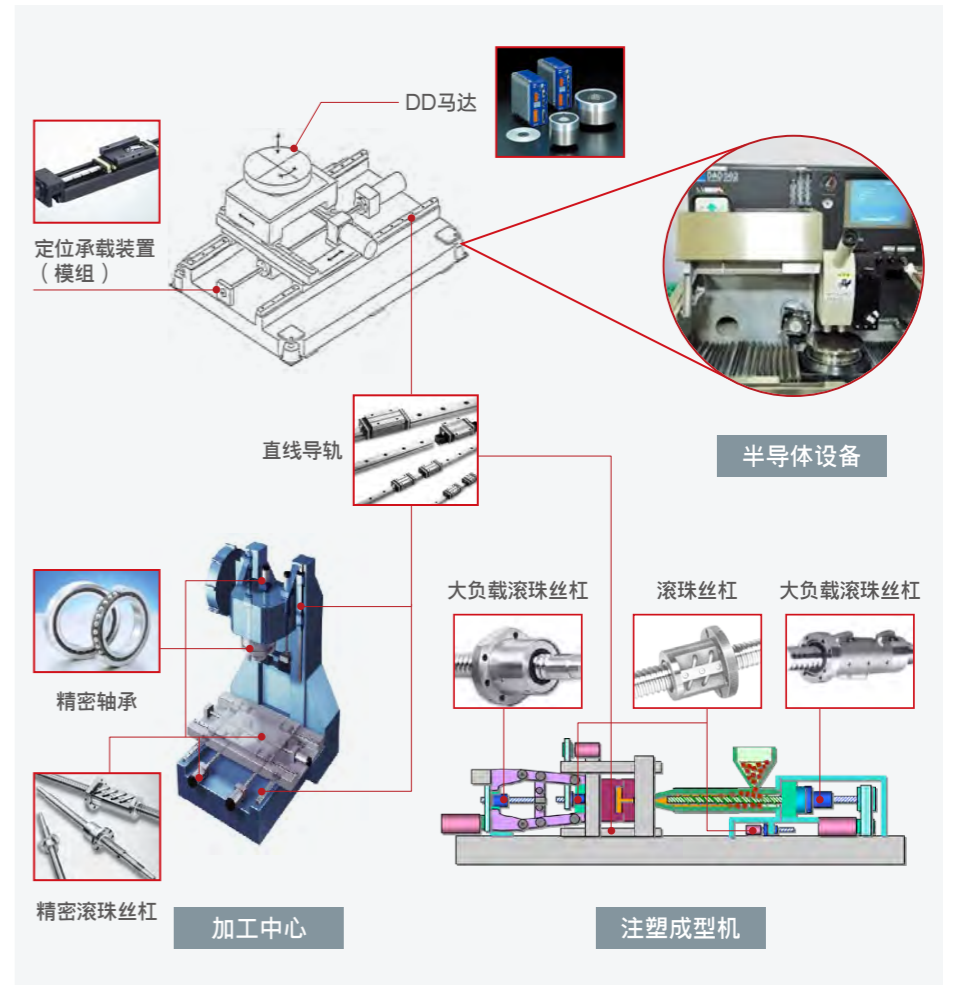 DD马达
定位承载装置
（模组）
DAD502
直线导轨
半导体设备
大负载滚珠丝杠
滚珠丝杠
大负载滚珠丝杠
精密轴承
精密滚珠丝杠
加工中心
注塑成型机